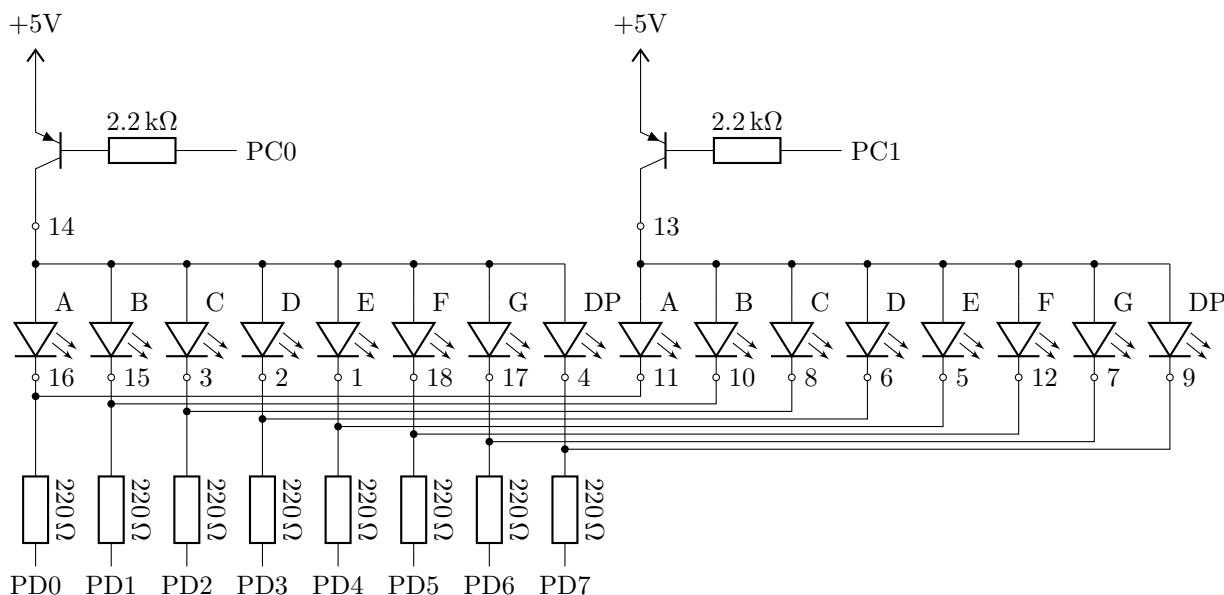 +5V +5V
2.2 kΩ 2.2 kΩ
PC0 PC1
14 13
A B C D E F G DP A B C D E F G DP
16 15 3 2 1 18 17 4 11 10 8 6 5 12 7 9
220 Ω 220 Ω 220 Ω 220 Ω 220 Ω 220 Ω 220 Ω 220 Ω
PD0 PD1 PD2 PD3 PD4 PD5 PD6 PD7